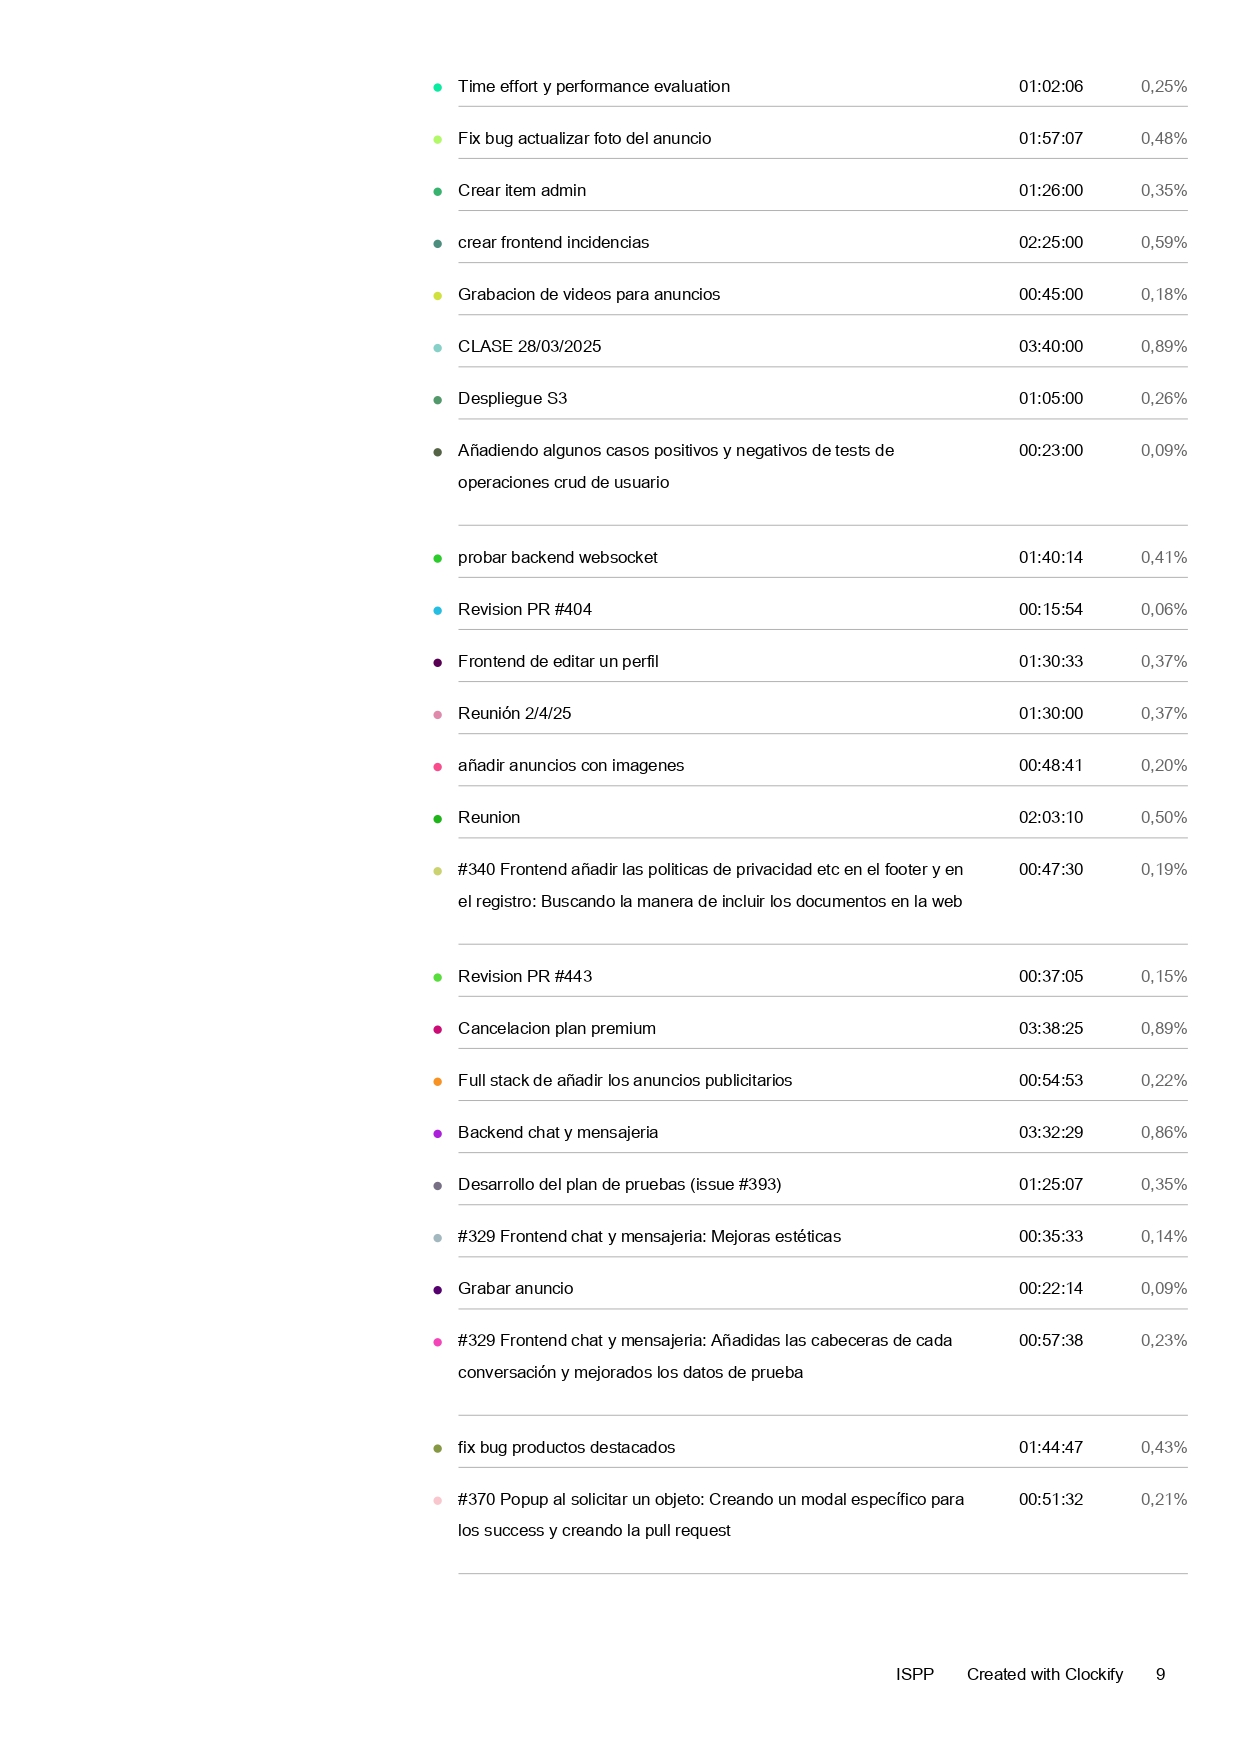 Time effort y performance evaluation 01:02:06 0,25%
Fix bug actualizar foto del anuncio 01:57:07 0,48%
Crear item admin 01:26:00 0,35%
crear frontend incidencias 02:25:00 0,59%
Grabacion de videos para anuncios 00:45:00 0,18%
CLASE 28/03/2025 03:40:00 0,89%
Despliegue S3 01:05:00 0,26%
Añadiendo algunos casos positivos y negativos de tests de 00:23:00 0,09%
operaciones crud de usuario
probar backend websocket 01:40:14 0,41%
Revision PR #404 00:15:54 0,06%
Frontend de editar un perfil 01:30:33 0,37%
Reunión 2/4/25 01:30:00 0,37%
añadir anuncios con imagenes 00:48:41 0,20%
Reunion 02:03:10 0,50%
#340 Frontend añadir las politicas de privacidad etc en el footer y en 00:47:30 0,19%
el registro: Buscando la manera de incluir los documentos en la web
Revision PR #443 00:37:05 0,15%
Cancelacion plan premium 03:38:25 0,89%
Full stack de añadir los anuncios publicitarios 00:54:53 0,22%
Backend chat y mensajeria 03:32:29 0,86%
Desarrollo del plan de pruebas (issue #393) 01:25:07 0,35%
#329 Frontend chat y mensajeria: Mejoras estéticas 00:35:33 0,14%
Grabar anuncio 00:22:14 0,09%
#329 Frontend chat y mensajeria: Añadidas las cabeceras de cada 00:57:38 0,23%
conversación y mejorados los datos de prueba
fix bug productos destacados 01:44:47 0,43%
#370 Popup al solicitar un objeto: Creando un modal específico para 00:51:32 0,21%
los success y creando la pull request
ISPP Created with Clockify 9